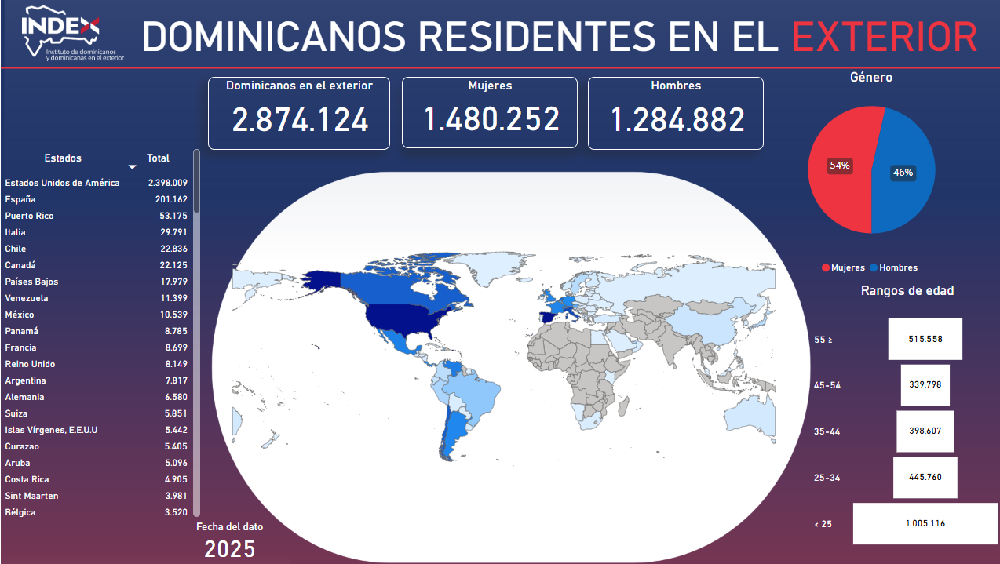 INDEX
Instituto de dominicanos
y dominicanas en el exterior
DOMINICANOS RESIDENTES EN EL EXTERIOR
Dominicanos en el exterior
2.874.124
Mujeres
1.480.252
Hombres
1.284.882
Género
54%
46%
Mujeres Hombres
Estados Total
Estados Unidos de América 2.398.009
España 201.162
Puerto Rico 53.175
Italia 29.791
Chile 22.836
Canadá 22.125
Países Bajos 17.979
Venezuela 11.399
México 10.539
Panamá 8.785
Francia 8.699
Reino Unido 8.149
Argentina 7.817
Alemania 6.580
Suiza 5.851
Islas Vírgenes, E.E.U.U 5.442
Curazao 5.405
Aruba 5.096
Costa Rica 4.905
Sint Maarten 3.981
Bélgica 3.520
Fecha del dato
2025
Rangos de edad
55 ≥ 515.558
45-54 339.798
35-44 398.607
25-34 445.760
< 25 1.005.116